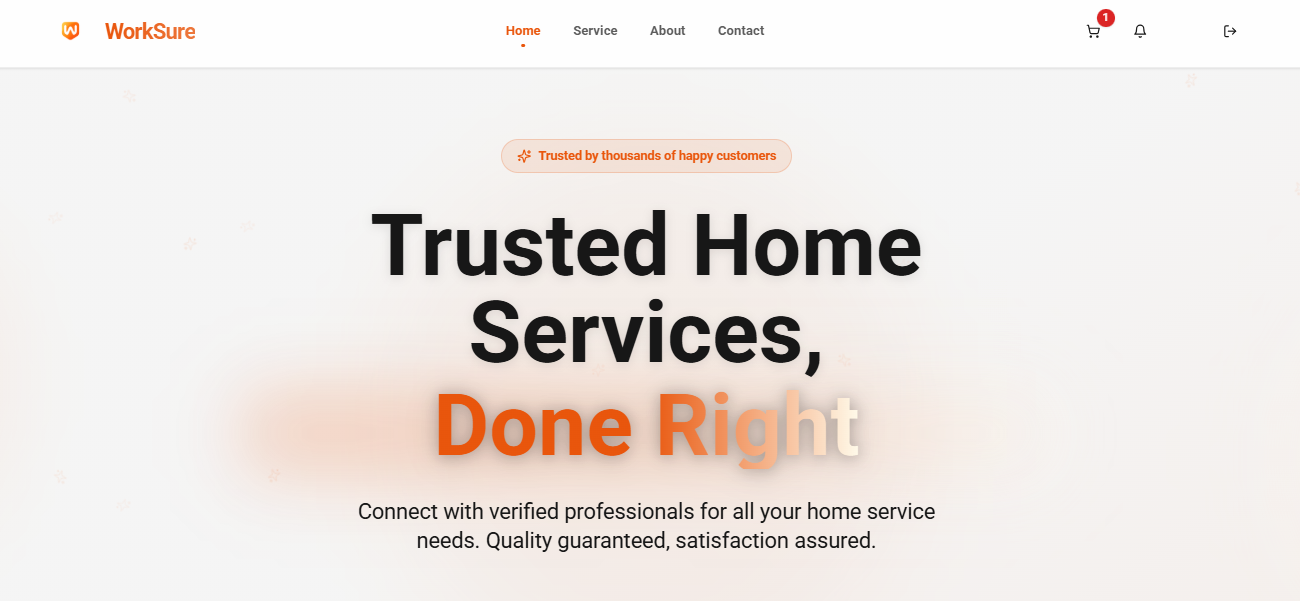 WorkSure
Home
Service
About
Contact
1
Trusted by thousands of happy customers
Trusted Home
Services,
Done Right
Connect with verified professionals for all your home service
needs. Quality guaranteed, satisfaction assured.